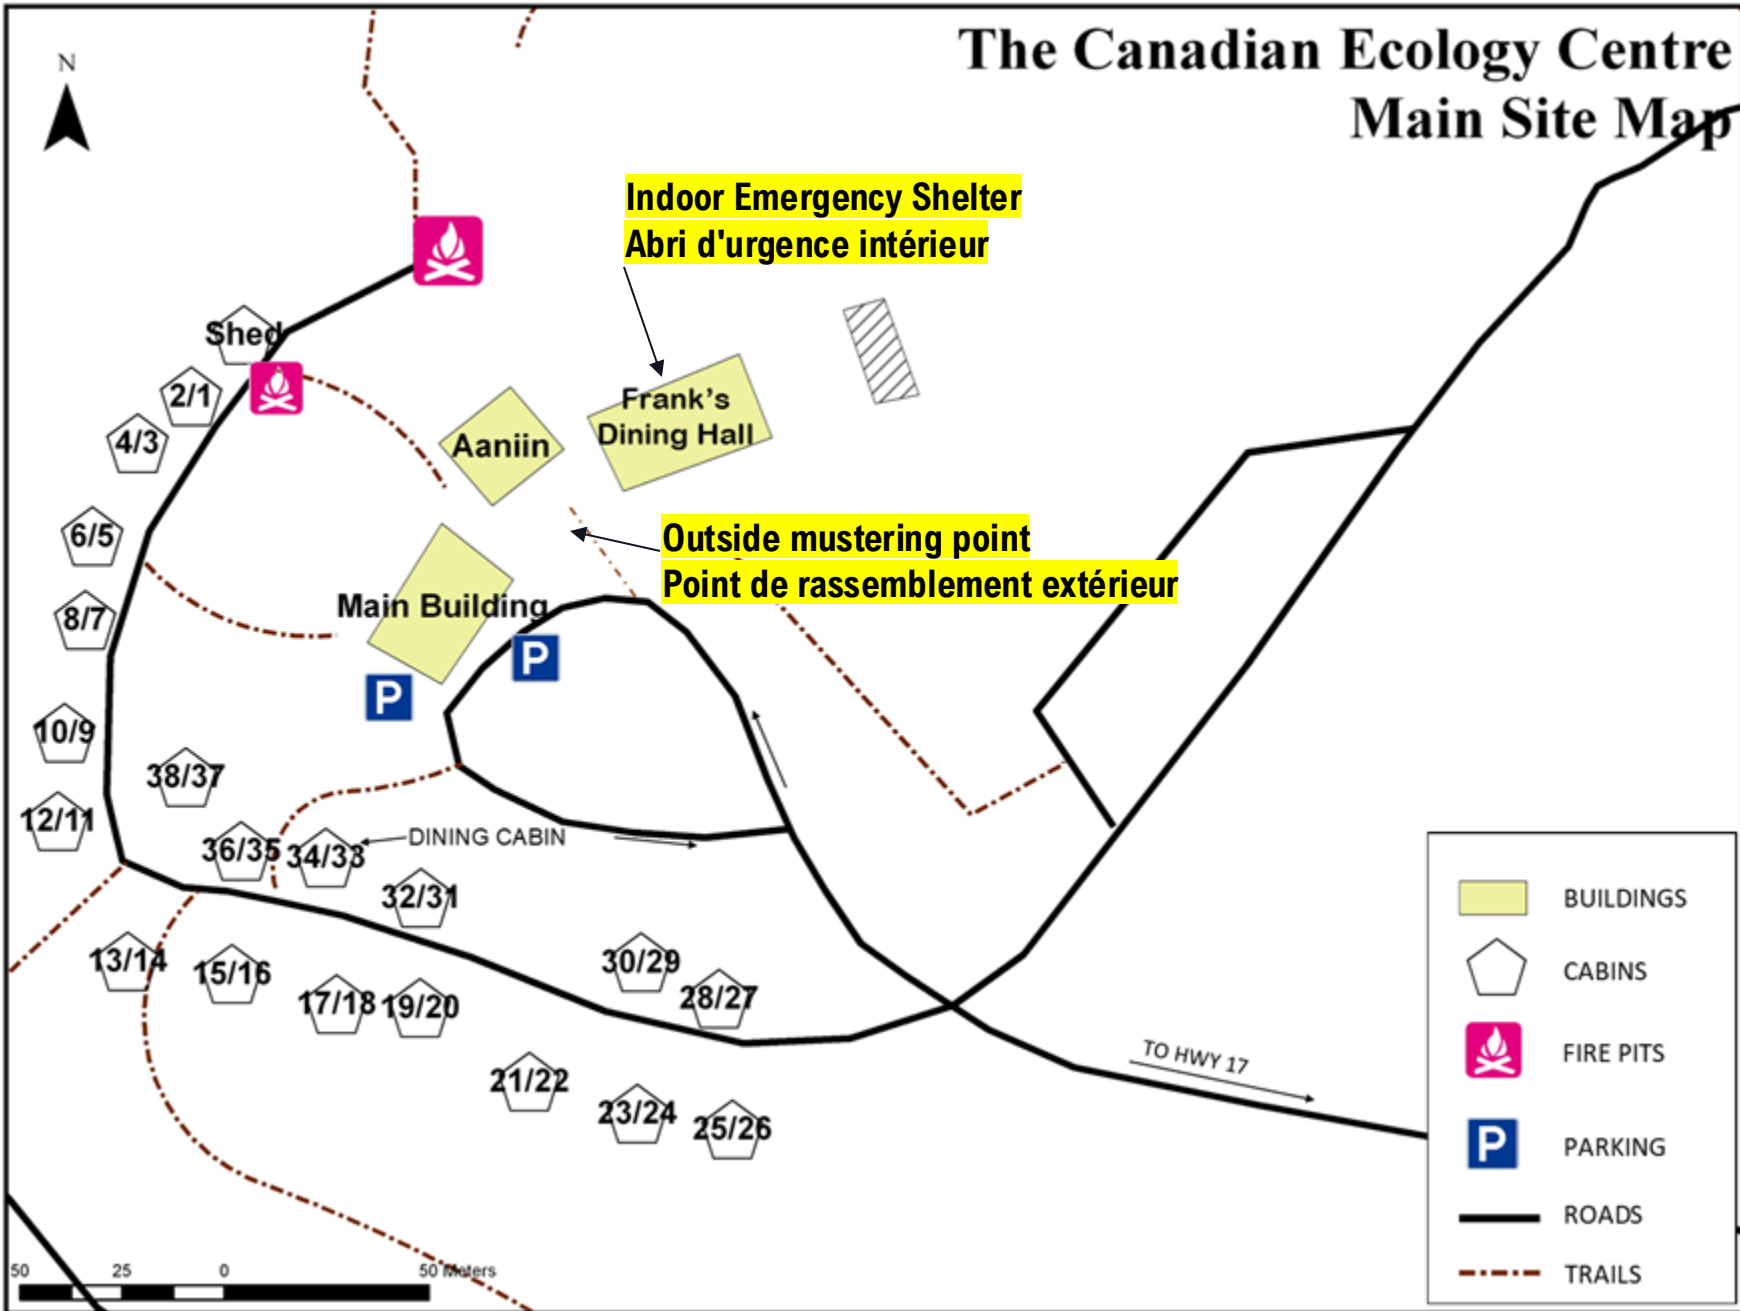 The Canadian Ecology Centre
Main Site Map
N
Indoor Emergency Shelter
Abri d'urgence intérieur
Shed
2/1
4/3
Frank's
Dining Hall
Aaniin
6/5
Outside mustering point
Point de rassemblement extérieur
8/7
Main Building
P
P
10/9
38/37
12/11
36/35
34/33
DINING CABIN
32/31
13/14
15/16
17/18
19/20
30/29
28/27
21/22
23/24
25/26
TO HWY 17
BUILDINGS
CABINS
FIRE PITS
P PARKING
ROADS
TRAILS
50 25 0 50 Meters